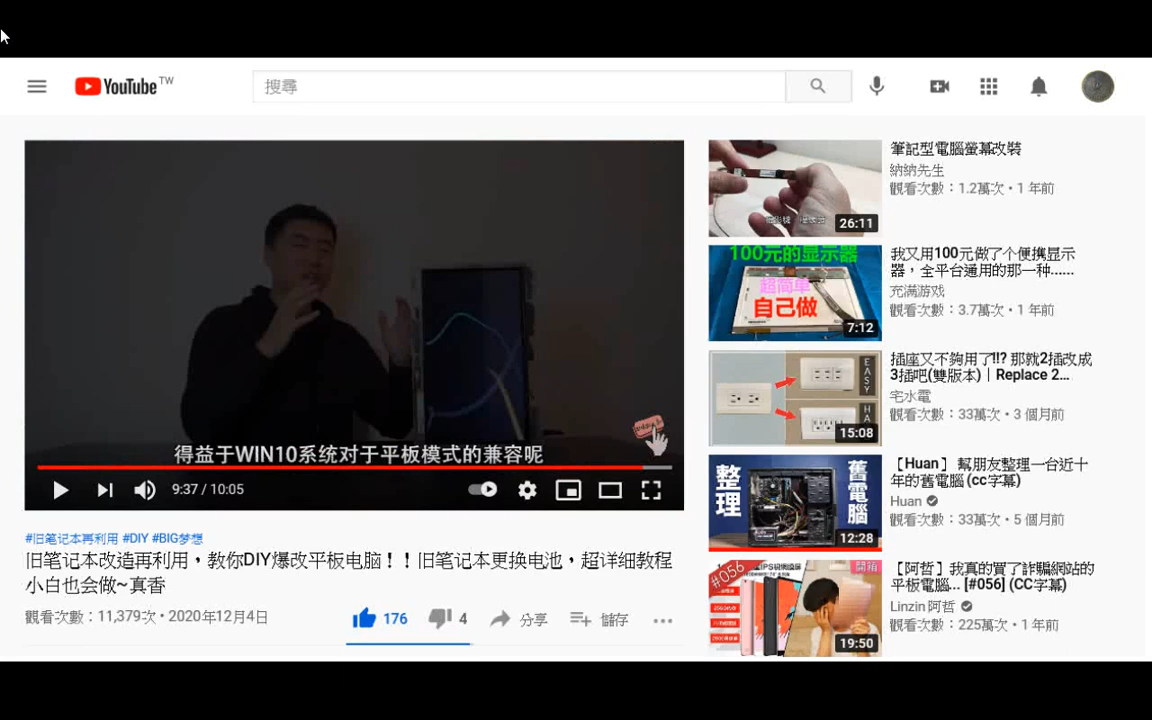 YouTube TW
搜尋
得益于WIN10系统对于平板模式的兼容呢
9:37 / 10:05
#旧笔记本再利用 #DIY #BIG梦想
旧笔记本改造再利用，教你DIY爆改平板电脑！！旧笔记本更换电池，超详细教程
小白也会做~真香
觀看次數：11,379次•2020年12月4日
176
4
分享
儲存
26:11
筆記型電腦螢幕改裝
納納先生
觀看次數：1.2萬次•1 年前
100元的显示器
超简单
自己做
7:12
我又用100元做了个便携显示
器，全平台通用的那一种......
充滿游戏
觀看次數：3.7萬次•1 年前
EASY
HA
15:08
插座又不夠用了!!? 那就2插改成
3插吧(雙版本)｜Replace 2...
宅水電
觀看次數：33萬次•3 個月前
整理
舊電腦
12:28
【Huan】 幫朋友整理一台近十
年的舊電腦 (cc字幕)
Huan
觀看次數：33萬次•5 個月前
#056
開箱
19:50
【阿哲】我真的買了詐騙網站的
平板電腦... [#056] (CC字幕)
Linzin 阿哲
觀看次數：225萬次•1 年前